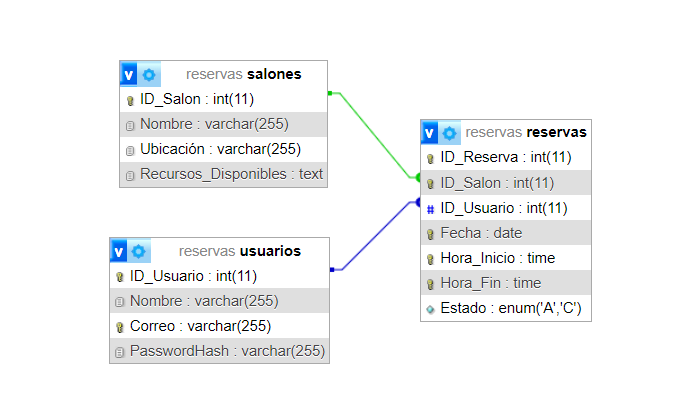 v reservas salones
ID_Salon : int(11)
Nombre : varchar(255)
Ubicación : varchar(255)
Recursos_Disponibles : text
v reservas usuarios
ID_Usuario : int(11)
Nombre : varchar(255)
Correo : varchar(255)
PasswordHash : varchar(255)
v reservas reservas
ID_Reserva : int(11)
ID_Salon : int(11)
# ID_Usuario : int(11)
Fecha : date
Hora_Inicio : time
Hora_Fin : time
Estado : enum('A','C')